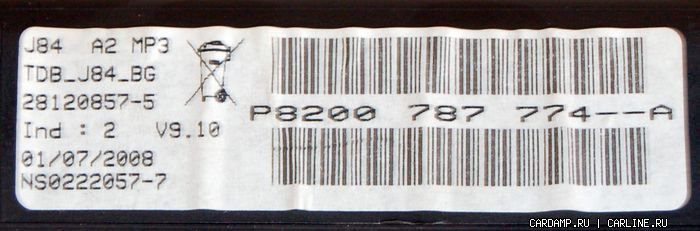 J84 A2 MP3
TDB_J84_BG
28120857-5
Ind : 2 V9.10
01/07/2008
NS0222057-7
P8200 787 774--A
CARDAMP.RU | CARLINE.RU